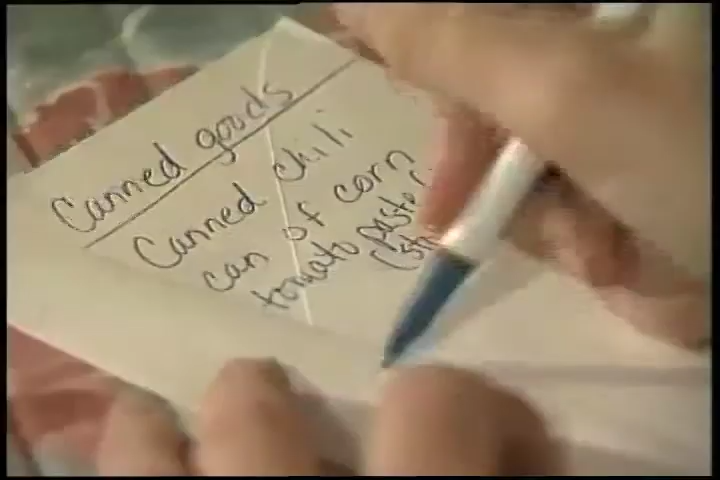 Canned goods
Canned chili
can of corn
tomato paste